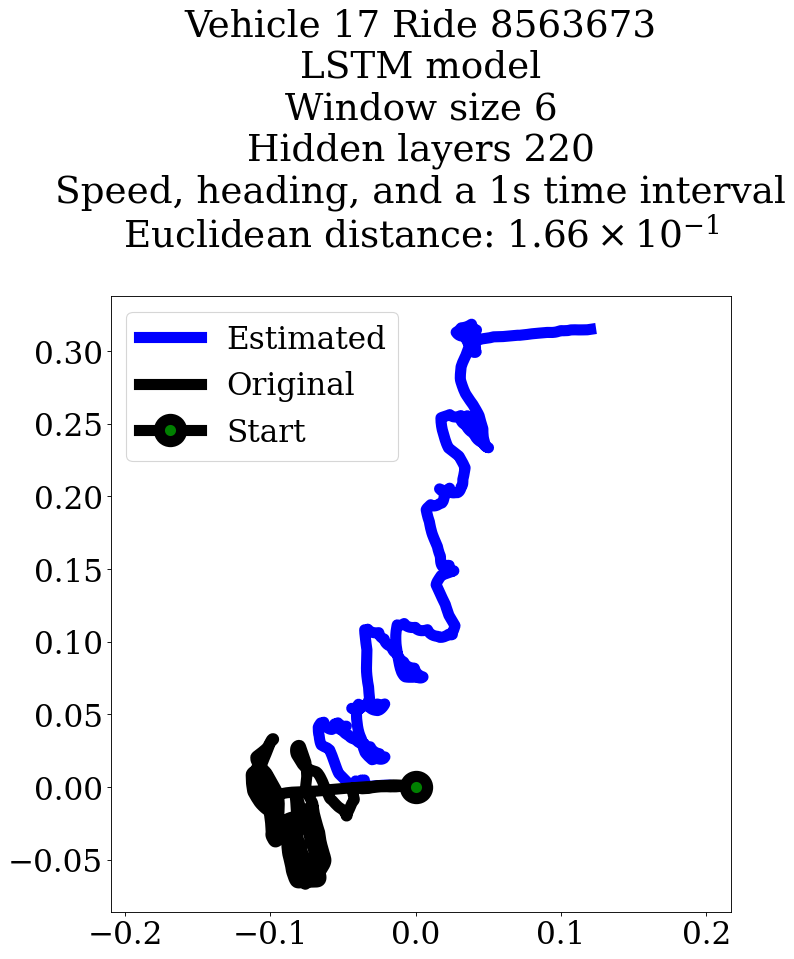 Vehicle 17 Ride 8563673
LSTM model
Window size 6
Hidden layers 220
Speed, heading, and a 1s time interval
Euclidean distance: 1.66 × 10⁻¹
Estimated
Original
Start
0.30
0.25
0.20
0.15
0.10
0.05
0.00
−0.05
−0.2 −0.1 0.0 0.1 0.2